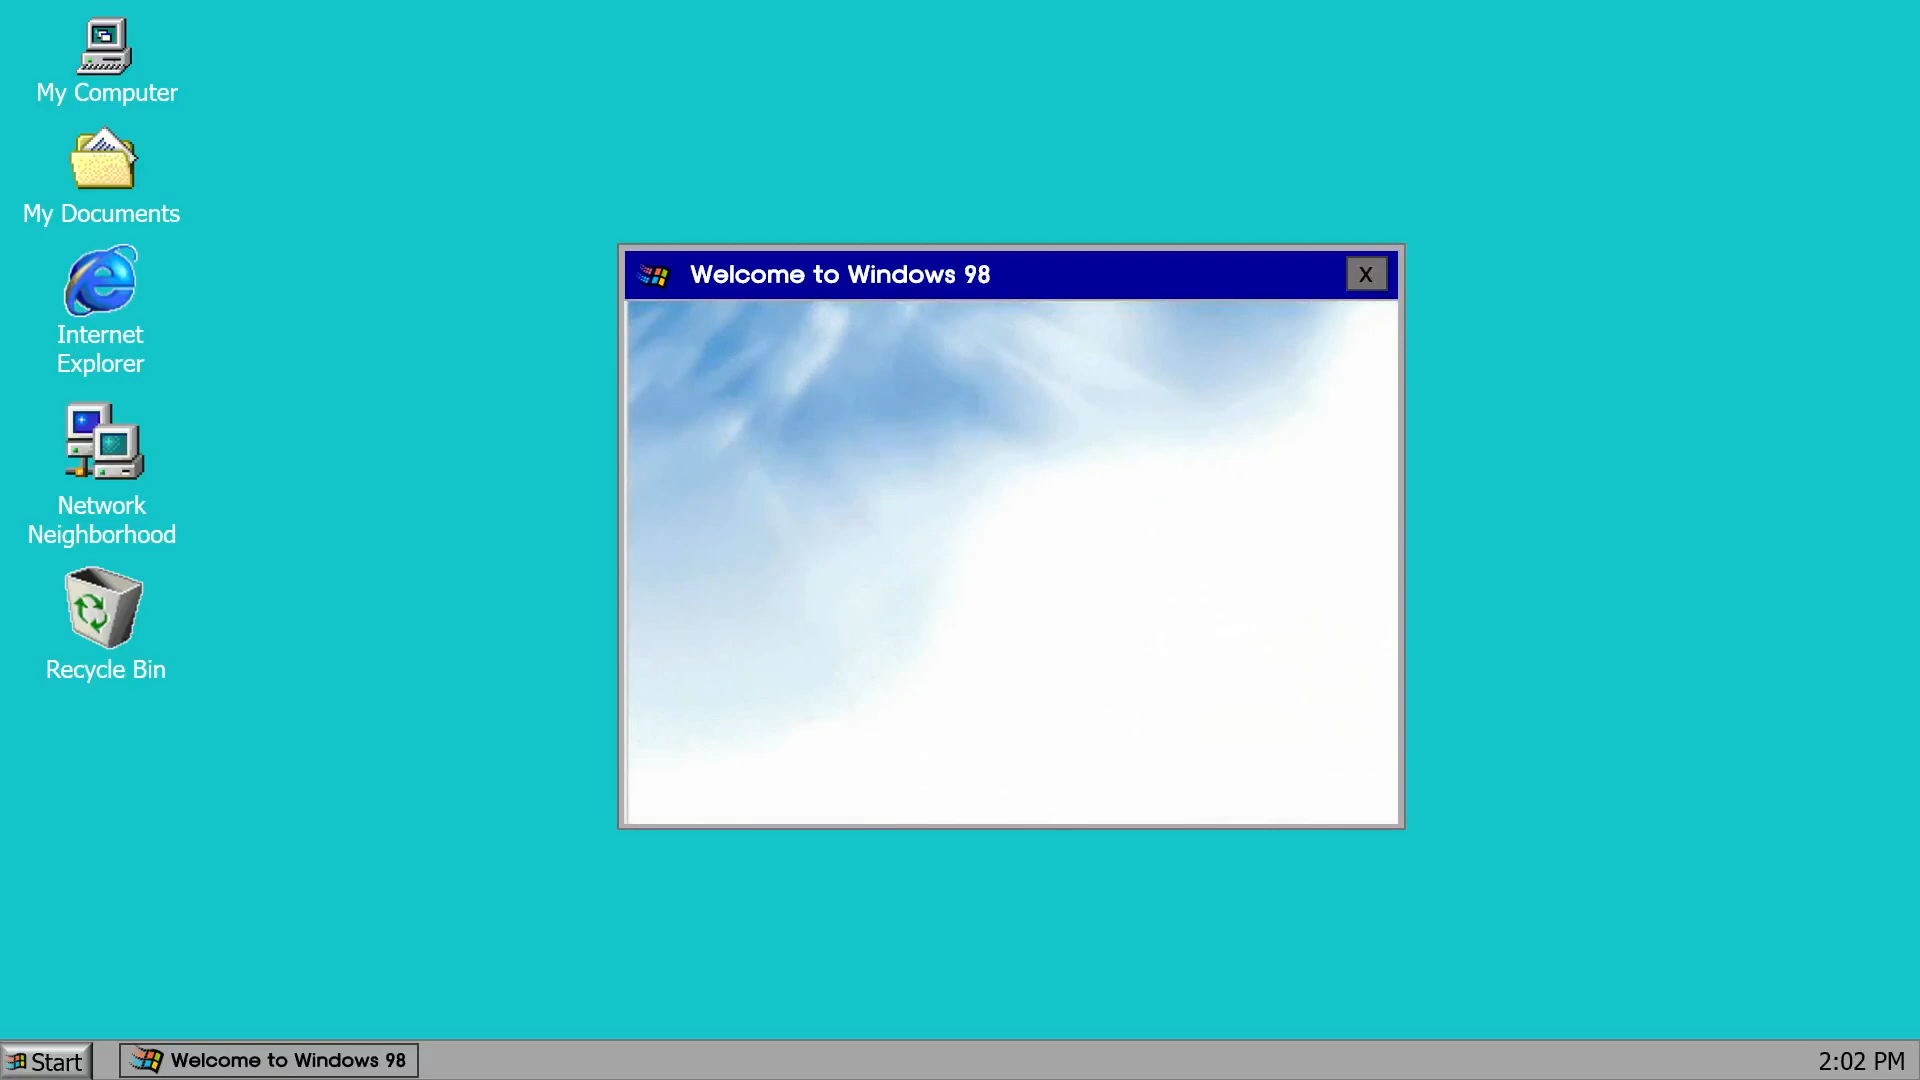 My Computer
My Documents
Internet
Explorer
Network
Neighborhood
Recycle Bin
Welcome to Windows 98
X
Start
Welcome to Windows 98
2:02 PM